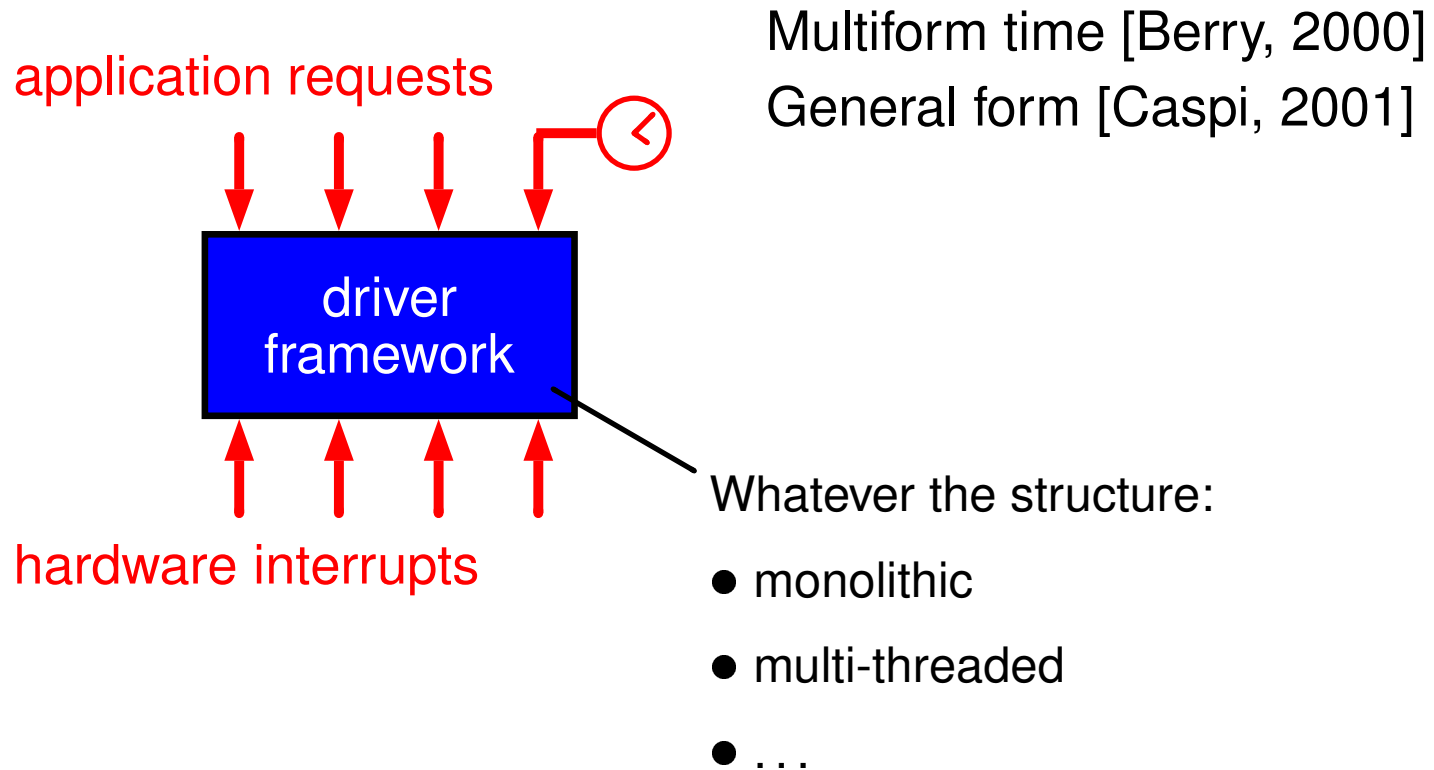 Multiform time [Berry, 2000]
General form [Caspi, 2001]
application requests
driver
framework
hardware interrupts
Whatever the structure:
● monolithic
● multi-threaded
● ...